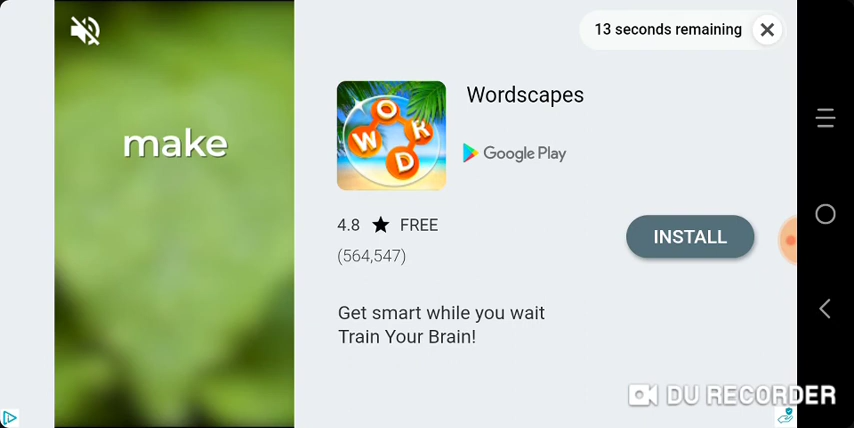 13 seconds remaining
make
Wordscapes
WORD
Google Play
4.8 ★ FREE
(564,547)
INSTALL
Get smart while you wait
Train Your Brain!
DU RECORDER